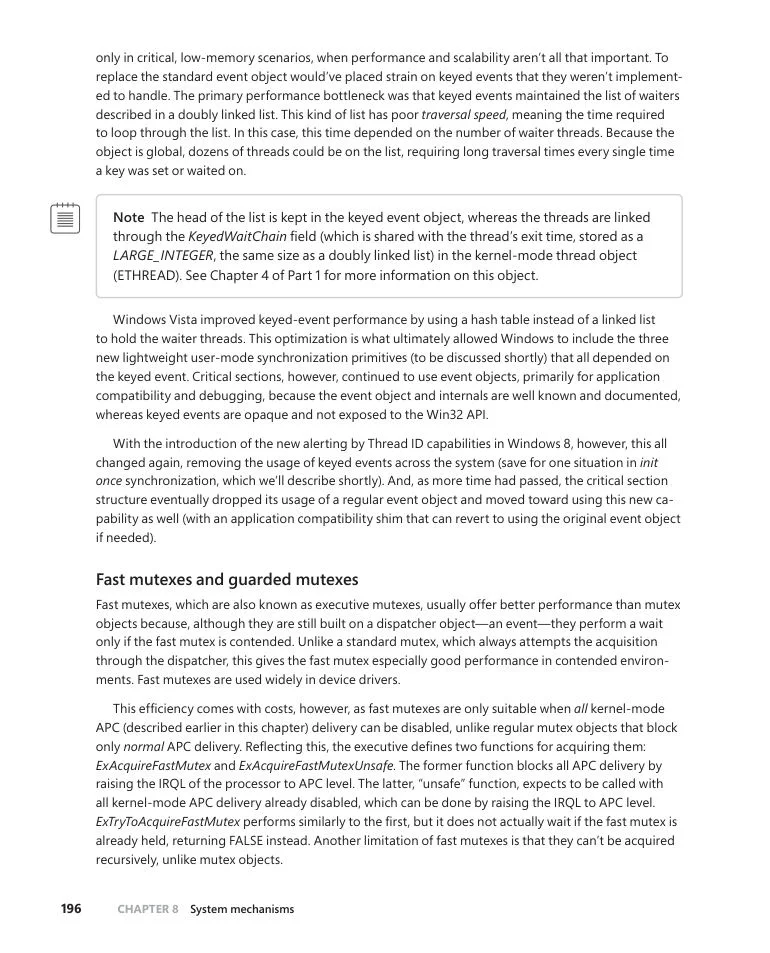 only in critical, low-memory scenarios, when performance and scalability aren’t all that important. To
replace the standard event object would’ve placed strain on keyed events that they weren’t implement-
ed to handle. The primary performance bottleneck was that keyed events maintained the list of waiters
described in a doubly linked list. This kind of list has poor traversal speed, meaning the time required
to loop through the list. In this case, this time depended on the number of waiter threads. Because the
object is global, dozens of threads could be on the list, requiring long traversal times every single time
a key was set or waited on.
Note The head of the list is kept in the keyed event object, whereas the threads are linked
through the KeyedWaitChain field (which is shared with the thread’s exit time, stored as a
LARGE_INTEGER, the same size as a doubly linked list) in the kernel-mode thread object
(ETHREAD). See Chapter 4 of Part 1 for more information on this object.
Windows Vista improved keyed-event performance by using a hash table instead of a linked list
to hold the waiter threads. This optimization is what ultimately allowed Windows to include the three
new lightweight user-mode synchronization primitives (to be discussed shortly) that all depended on
the keyed event. Critical sections, however, continued to use event objects, primarily for application
compatibility and debugging, because the event object and internals are well known and documented,
whereas keyed events are opaque and not exposed to the Win32 API.
With the introduction of the new alerting by Thread ID capabilities in Windows 8, however, this all
changed again, removing the usage of keyed events across the system (save for one situation in init
once synchronization, which we’ll describe shortly). And, as more time had passed, the critical section
structure eventually dropped its usage of a regular event object and moved toward using this new ca-
pability as well (with an application compatibility shim that can revert to using the original event object
if needed).
Fast mutexes and guarded mutexes
Fast mutexes, which are also known as executive mutexes, usually offer better performance than mutex
objects because, although they are still built on a dispatcher object—an event—they perform a wait
only if the fast mutex is contended. Unlike a standard mutex, which always attempts the acquisition
through the dispatcher, this gives the fast mutex especially good performance in contended environ-
ments. Fast mutexes are used widely in device drivers.
This efficiency comes with costs, however, as fast mutexes are only suitable when all kernel-mode
APC (described earlier in this chapter) delivery can be disabled, unlike regular mutex objects that block
only normal APC delivery. Reflecting this, the executive defines two functions for acquiring them:
ExAcquireFastMutex and ExAcquireFastMutexUnsafe. The former function blocks all APC delivery by
raising the IRQL of the processor to APC level. The latter, “unsafe” function, expects to be called with
all kernel-mode APC delivery already disabled, which can be done by raising the IRQL to APC level.
ExTryToAcquireFastMutex performs similarly to the first, but it does not actually wait if the fast mutex is
already held, returning FALSE instead. Another limitation of fast mutexes is that they can’t be acquired
recursively, unlike mutex objects.
196 CHAPTER 8 System mechanisms